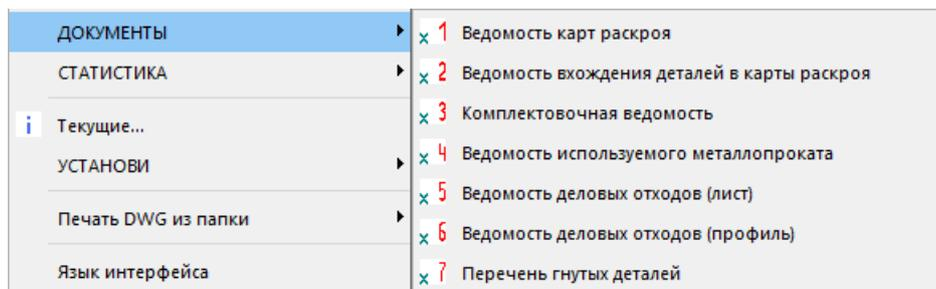 ДОКУМЕНТЫ
СТАТИСТИКА
i Текущие...
УСТАНОВИ
Печать DWG из папки
Язык интерфейса
x 1 Ведомость карт раскроя
x 2 Ведомость вхождения деталей в карты раскроя
x 3 Комплектовочная ведомость
x 4 Ведомость используемого металлопроката
x 5 Ведомость деловых отходов (лист)
x 6 Ведомость деловых отходов (профиль)
x 7 Перечень гнутых деталей